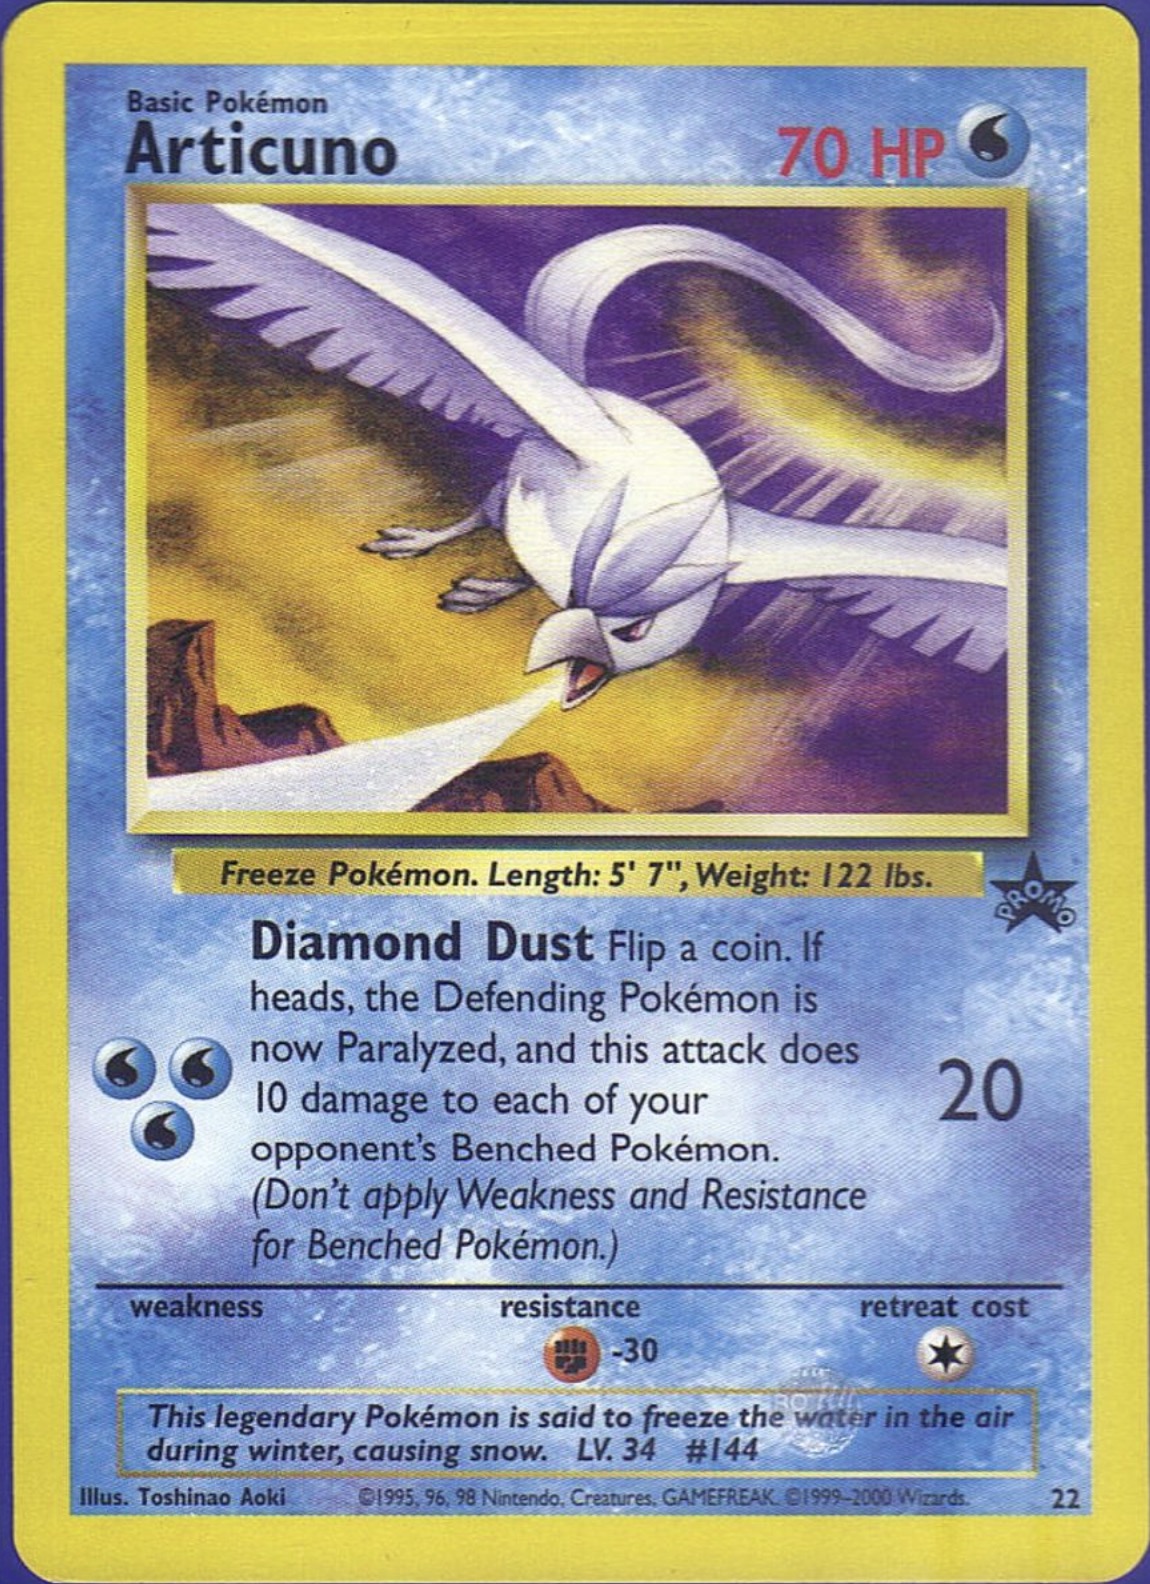 Basic Pokémon
Articuno
70 HP
Freeze Pokémon. Length: 5' 7", Weight: 122 lbs.
PROMO
Diamond Dust Flip a coin. If
heads, the Defending Pokémon is
now Paralyzed, and this attack does
10 damage to each of your
opponent's Benched Pokémon.
(Don't apply Weakness and Resistance
for Benched Pokémon.)
20
weakness
resistance
retreat cost
-30
This legendary Pokémon is said to freeze the water in the air
during winter, causing snow. LV. 34 #144
Illus. Toshinao Aoki
©1995, 96, 98 Nintendo, Creatures, GAMEFREAK. ©1999–2000 Wizards.
22